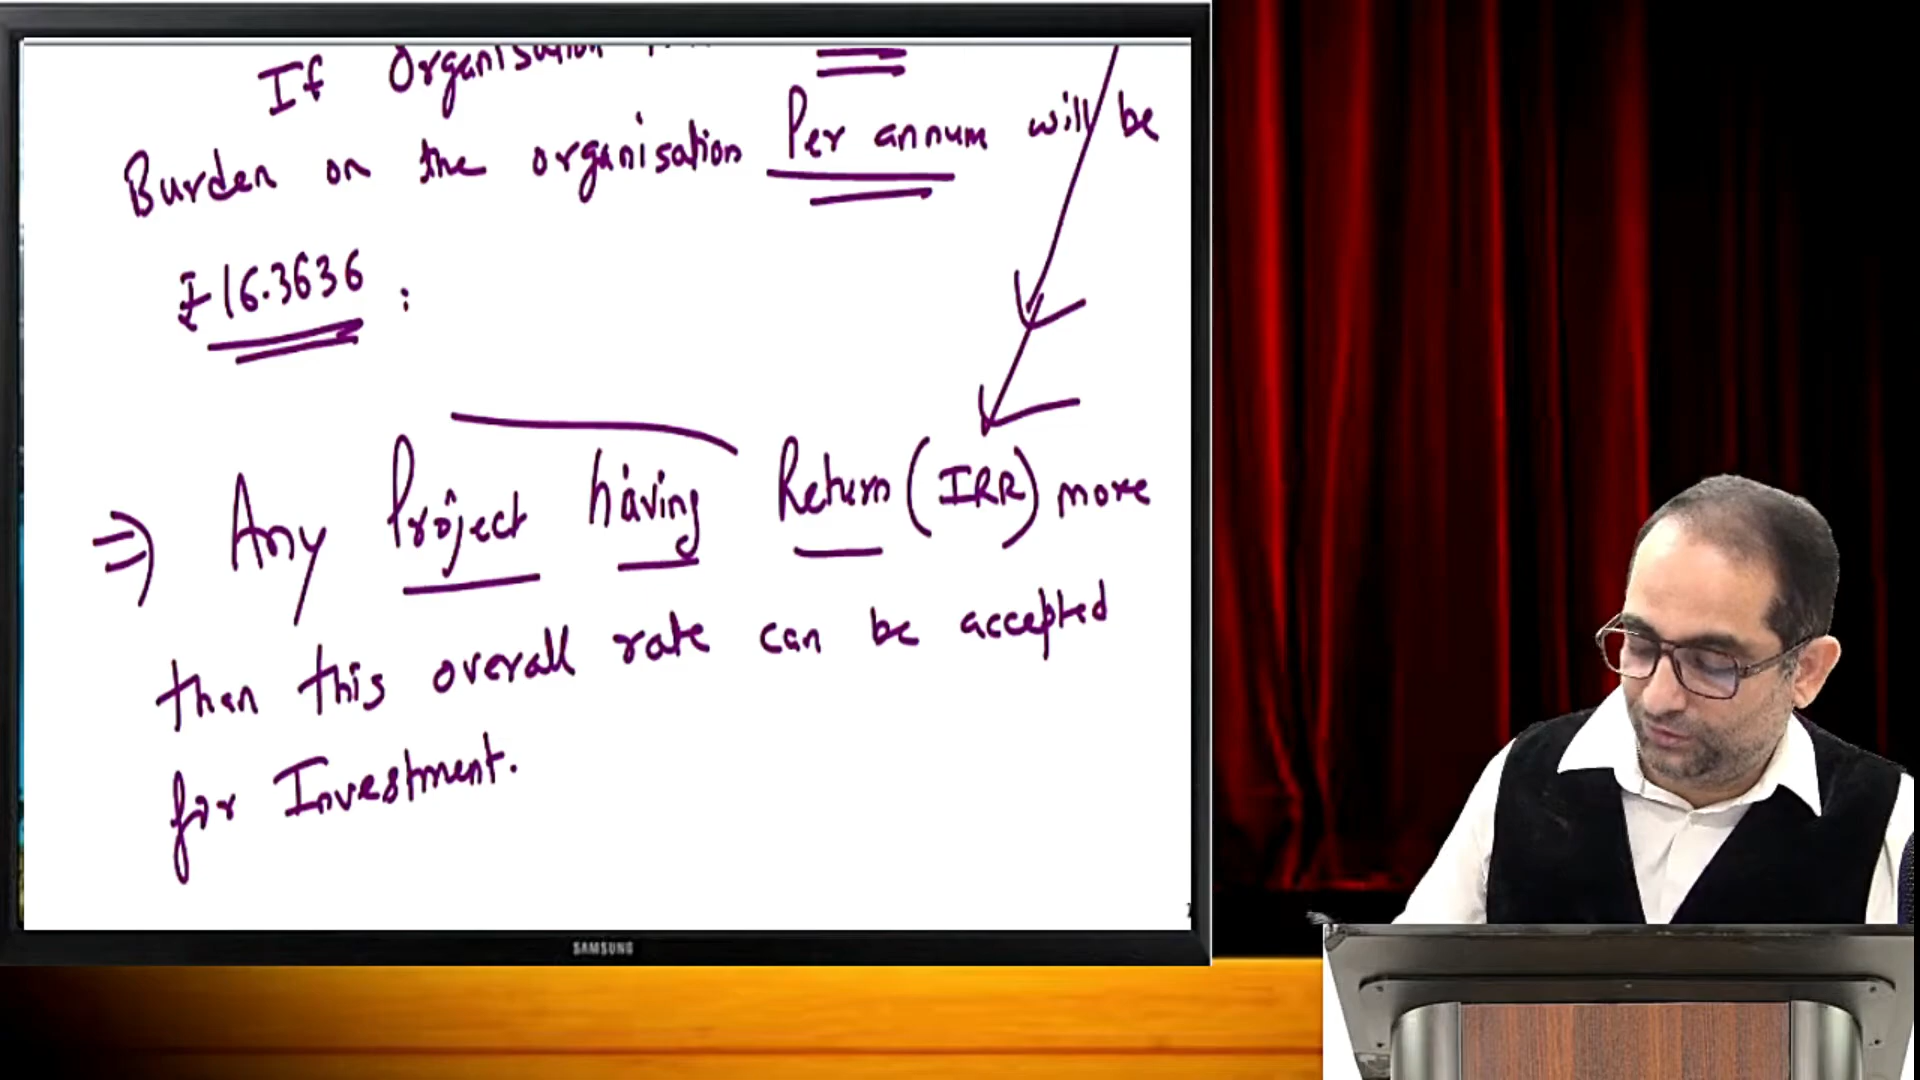 If Organisation
Burden on the organisation Per annum will be
₹16.3636 :
⇒ Any Project having Return (IRR) more
than this overall rate can be accepted
for Investment.
SAMSUNG